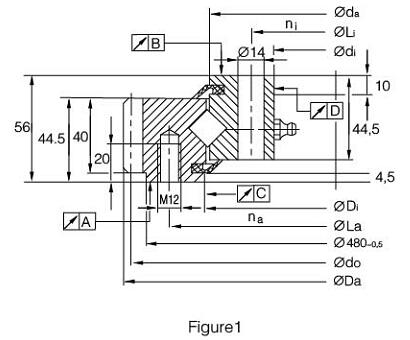 Ødₐ
nᵢ
ØLᵢ
B
Ø14
Ødᵢ
10
D
56
44.5
40
44,5
20
4,5
M12
C
ØDᵢ
A
nₐ
ØLa
Ø480-0,5
Ødo
ØDa
Figure1